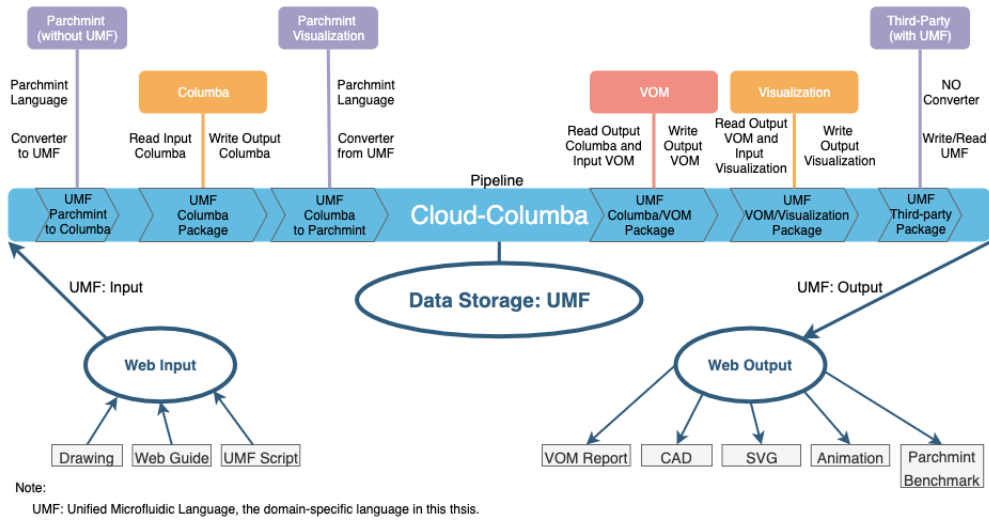 Parchmint
(without UMF)
Parchmint
Visualization
Third-Party
(with UMF)
Parchmint
Language
Converter
to UMF
Columba
Read Input
Columba
Write Output
Columba
Parchmint
Language
Converter
from UMF
VOM
Read Output
Columba and
Input VOM
Write
Output
VOM
Visualization
Read Output
VOM and
Input
Visualization
Write
Output
Visualization
NO
Converter
Write/Read
UMF
Pipeline
UMF
Parchmint
to Columba
UMF
Columba
Package
UMF
Columba
to Parchmint
Cloud-Columba
UMF
Columba/VOM
Package
UMF
VOM/Visualization
Package
UMF
Third-party
Package
UMF: Input
Data Storage: UMF
UMF: Output
Web Input
Web Output
Drawing
Web Guide
UMF Script
VOM Report
CAD
SVG
Animation
Parchmint
Benchmark
Note:
UMF: Unified Microfluidic Language, the domain-specific language in this thsis.